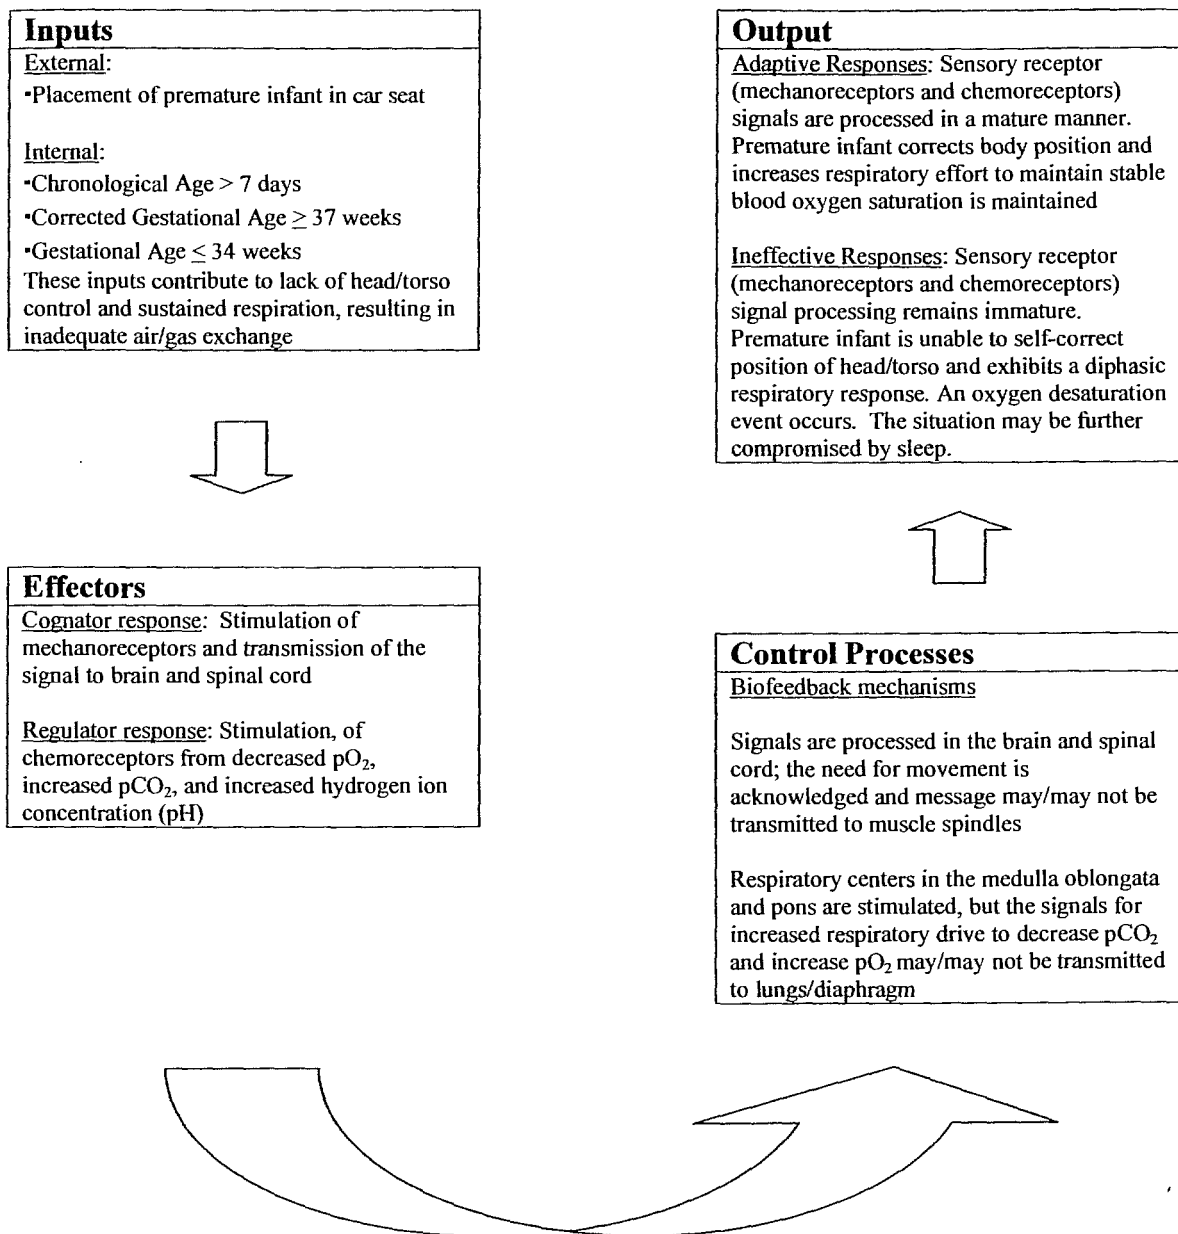 Inputs
External:
▪Placement of premature infant in car seat
Internal:
▪Chronological Age > 7 days
▪Corrected Gestational Age ≥ 37 weeks
▪Gestational Age ≤ 34 weeks
These inputs contribute to lack of head/torso
control and sustained respiration, resulting in
inadequate air/gas exchange
Effectors
Cognator response: Stimulation of
mechanoreceptors and transmission of the
signal to brain and spinal cord
Regulator response: Stimulation, of
chemoreceptors from decreased pO₂,
increased pCO₂, and increased hydrogen ion
concentration (pH)
Control Processes
Biofeedback mechanisms
Signals are processed in the brain and spinal
cord; the need for movement is
acknowledged and message may/may not be
transmitted to muscle spindles
Respiratory centers in the medulla oblongata
and pons are stimulated, but the signals for
increased respiratory drive to decrease pCO₂
and increase pO₂ may/may not be transmitted
to lungs/diaphragm
Output
Adaptive Responses: Sensory receptor
(mechanoreceptors and chemoreceptors)
signals are processed in a mature manner.
Premature infant corrects body position and
increases respiratory effort to maintain stable
blood oxygen saturation is maintained
Ineffective Responses: Sensory receptor
(mechanoreceptors and chemoreceptors)
signal processing remains immature.
Premature infant is unable to self-correct
position of head/torso and exhibits a diphasic
respiratory response. An oxygen desaturation
event occurs. The situation may be further
compromised by sleep.